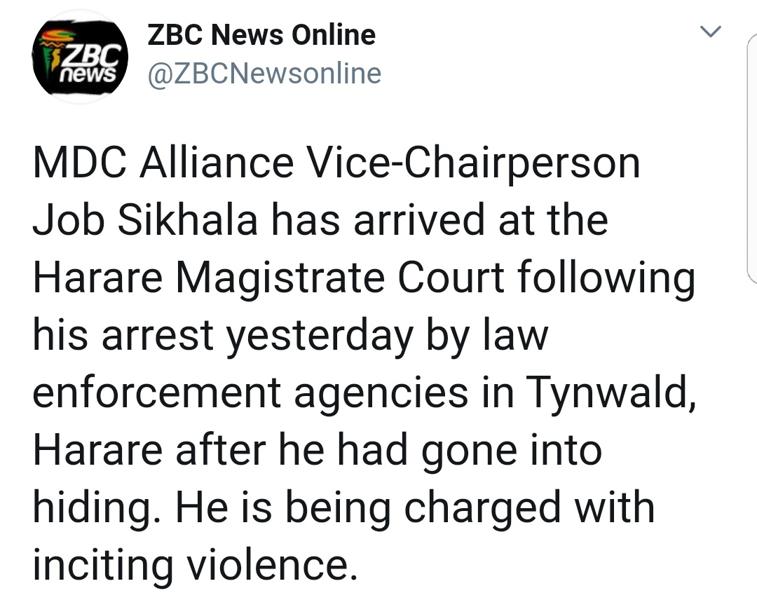 ZBC
news
ZBC News Online
@ZBCNewsonline
MDC Alliance Vice-Chairperson
Job Sikhala has arrived at the
Harare Magistrate Court following
his arrest yesterday by law
enforcement agencies in Tynwald,
Harare after he had gone into
hiding. He is being charged with
inciting violence.